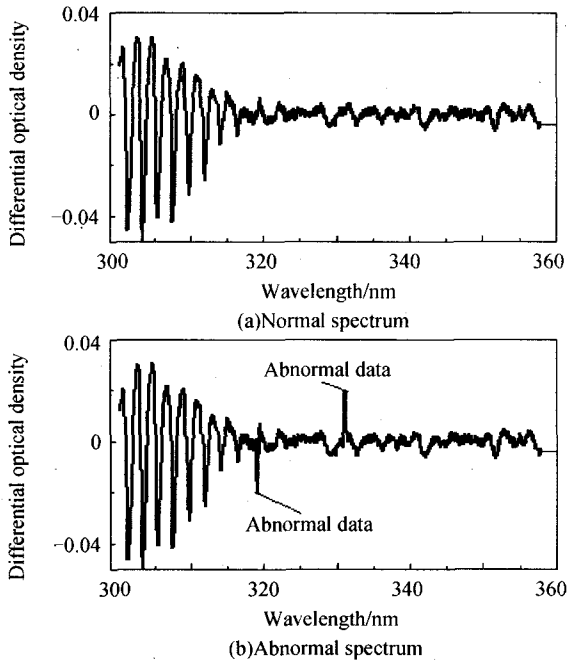 0.04
0
−0.04
Differential optical density
300
320
340
360
Wavelength/nm
(a)Normal spectrum
0.04
0
−0.04
Differential optical density
Abnormal data
Abnormal data
300
320
340
360
Wavelength/nm
(b)Abnormal spectrum